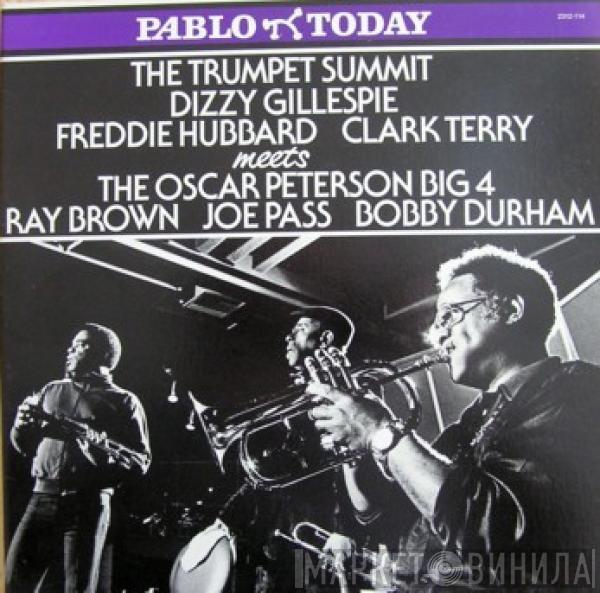 PABLO TODAY
2312-114
THE TRUMPET SUMMIT
DIZZY GILLESPIE
FREDDIE HUBBARD CLARK TERRY
meets
THE OSCAR PETERSON BIG 4
RAY BROWN JOE PASS BOBBY DURHAM
МАРКЕТ ВИНИЛА